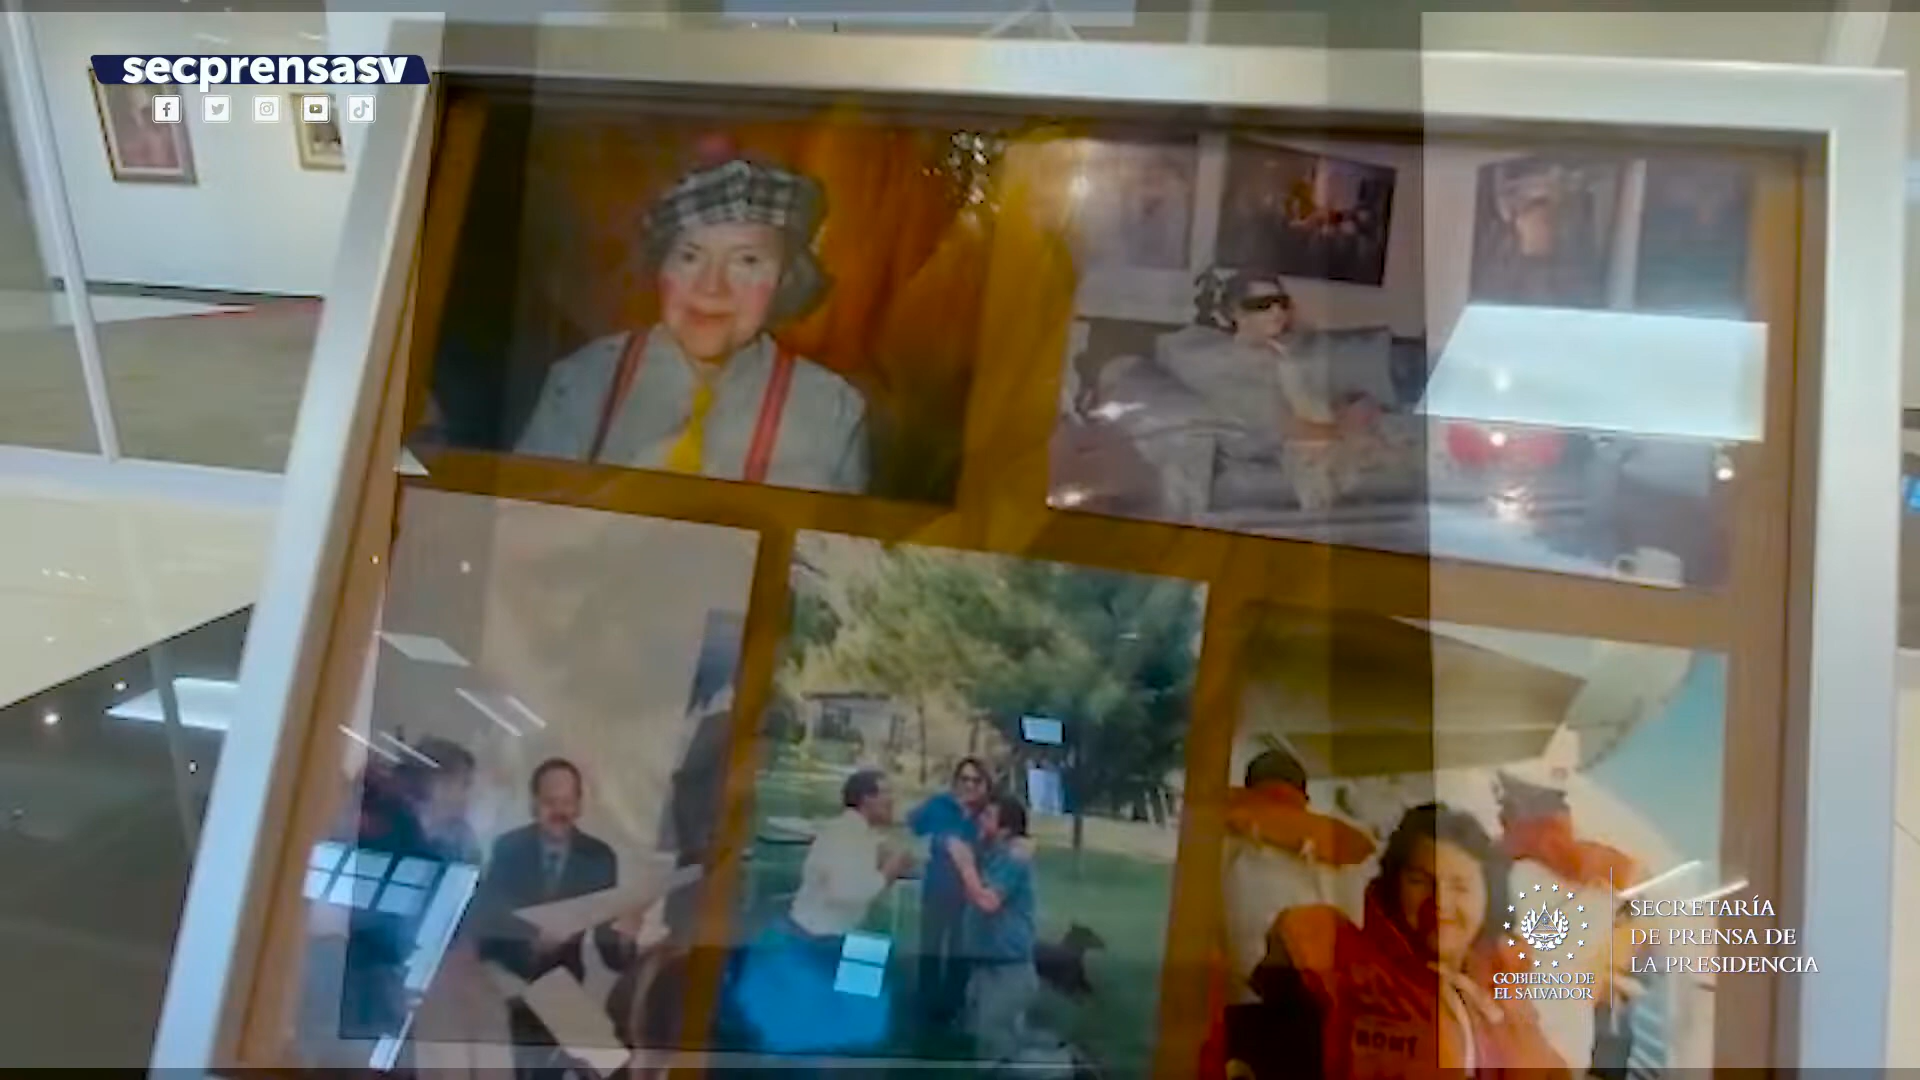 secprensasv
GOBIERNO DE
EL SALVADOR
SECRETARÍA
DE PRENSA DE
LA PRESIDENCIA